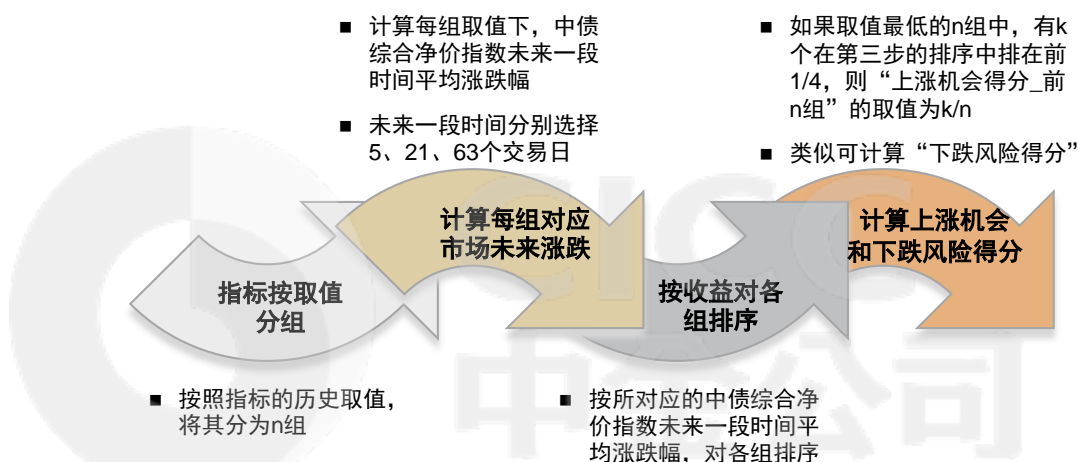 ■ 计算每组取值下，中债
综合净价指数未来一段
时间平均涨跌幅
■ 未来一段时间分别选择
5、21、63个交易日
■ 如果取值最低的n组中，有k
个在第三步的排序中排在前
1/4，则“上涨机会得分_前
n组”的取值为k/n
■ 类似可计算“下跌风险得分”
指标按取值
分组
计算每组对应
市场未来涨跌
按收益对各
组排序
计算上涨机会
和下跌风险得分
■ 按照指标的历史取值，
将其分为n组
■ 按所对应的中债综合净
价指数未来一段时间平
均涨跌幅，对各组排序
CICC
中金公司